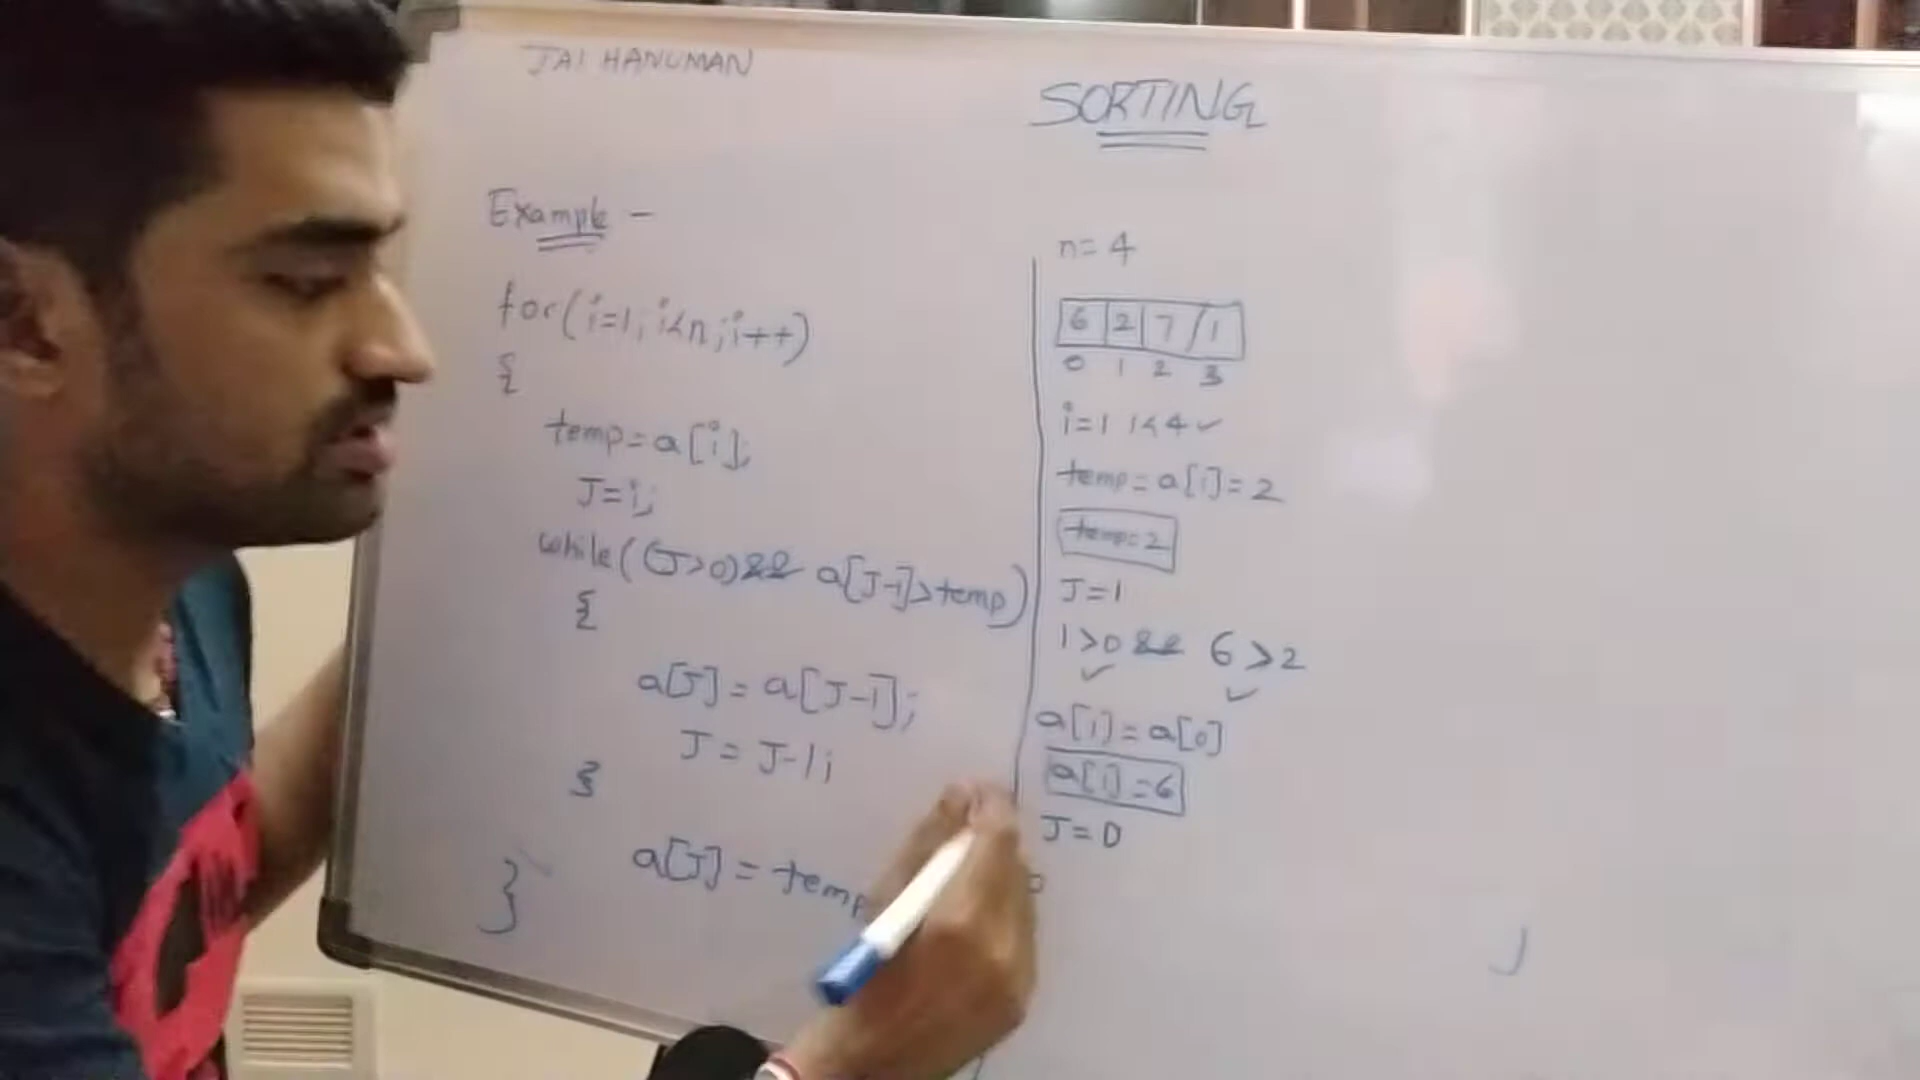 JAI HANUMAN
SORTING
Example -
for(i=1; i<n; i++)
{
temp=a[i];
J=i;
while((J>0)&& a[J-1]>temp)
{
a[J] = a[J-1];
J = J-1;
}
a[J] = temp
}
n=4
6 2 7 1
0 1 2 3
i=1 1<4 ✓
temp=a[i]=2
temp=2
J=1
1>0 && 6>2
✓ ✓
a[1]=a[0]
a[1]=6
J=0